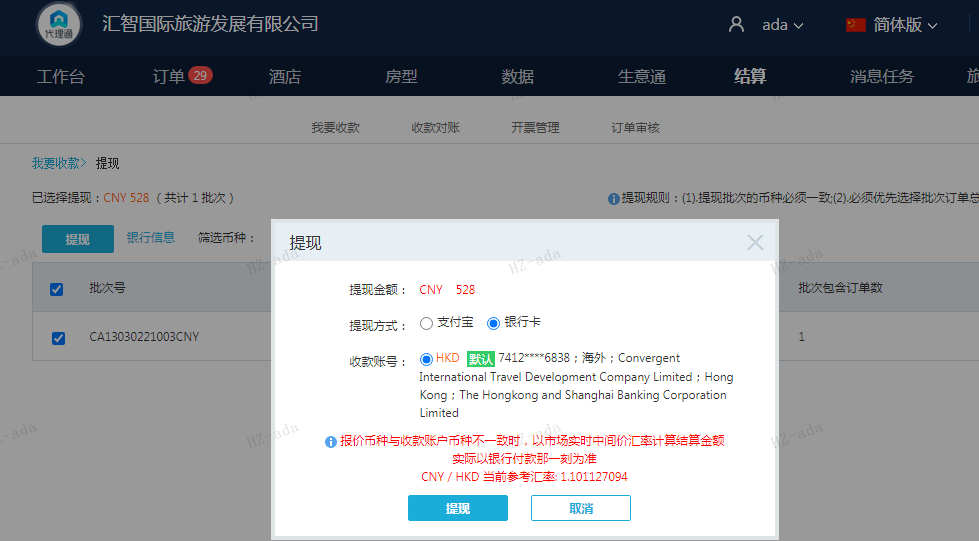 代理通
汇智国际旅游发展有限公司
ada
简体版
工作台 订单 29 酒店 房型 数据 生意通 结算 消息任务 旅
我要收款 收款对账 开票管理 订单审核
我要收款> 提现
已选择提现：CNY 528 （ 共计 1 批次 ）
提现规则：(1).提现批次的币种必须一致;(2).必须优先选择批次订单总
提现 银行信息 筛选币种：
批次号 批次包含订单数
CA13030221003CNY 1
提现
提现金额： CNY 528
提现方式： 支付宝 银行卡
收款账号： HKD 默认 7412****6838；海外；Convergent
International Travel Development Company Limited；Hong
Kong；The Hongkong and Shanghai Banking Corporation
Limited
报价币种与收款账户币种不一致时，以市场实时中间价汇率计算结算金额
实际以银行付款那一刻为准
CNY / HKD 当前参考汇率: 1.101127094
提现 取消
HZ-ada